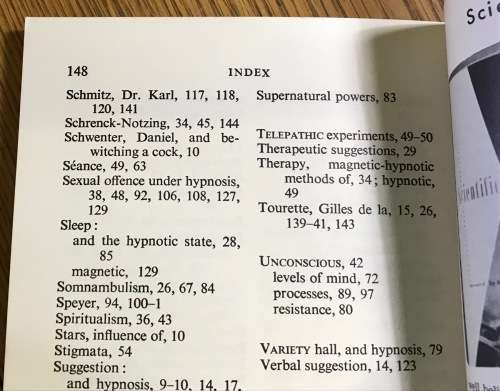 148
INDEX
Schmitz, Dr. Karl, 117, 118,
120, 141
Schrenck-Notzing, 34, 45, 144
Schwenter, Daniel, and be-
witching a cock, 10
Séance, 49, 63
Sexual offence under hypnosis,
38, 48, 92, 106, 108, 127,
129
Sleep:
and the hypnotic state, 28,
85
magnetic, 129
Somnambulism, 26, 67, 84
Speyer, 94, 100–1
Spiritualism, 36, 43
Stars, influence of, 10
Stigmata, 54
Suggestion:
and hypnosis, 9–10, 14, 17,
Supernatural powers, 83
TELEPATHIC experiments, 49–50
Therapeutic suggestions, 29
Therapy, magnetic-hypnotic
methods of, 34; hypnotic,
49
Tourette, Gilles de la, 15, 26,
139–41, 143
UNCONSCIOUS, 42
levels of mind, 72
processes, 89, 97
resistance, 80
VARIETY hall, and hypnosis, 79
Verbal suggestion, 14, 123